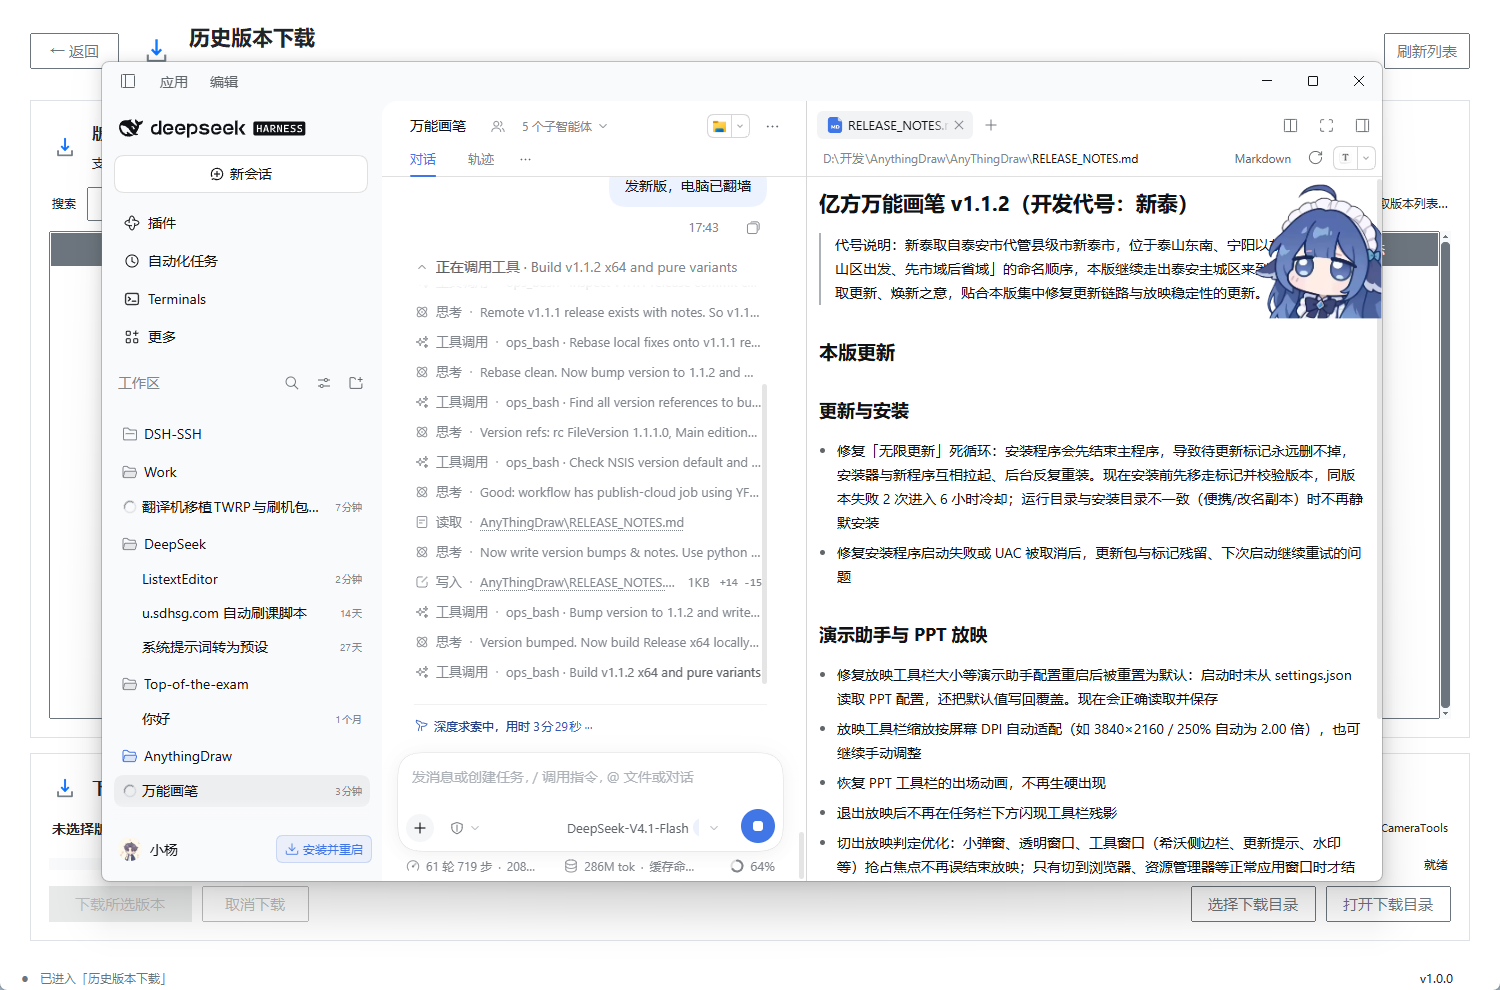 ← 返回
历史版本下载
刷新列表
应用
编辑
deepseek HARNESS
新会话
插件
自动化任务
Terminals
更多
工作区
DSH-SSH
Work
翻译机移植TWRP与刷机包... 7分钟
DeepSeek
ListextEditor 2分钟
u.sdhsg.com 自动刷课脚本 14天
系统提示词转为预设 27天
Top-of-the-exam
你好 1个月
AnythingDraw
万能画笔 3分钟
小杨
安装并重启
万能画笔
5 个子智能体
对话
轨迹
发新版，电脑已翻墙
17:43
正在调用工具 · Build v1.1.2 x64 and pure variants
思考 · Remote v1.1.1 release exists with notes. So v1.1...
工具调用 · ops_bash · Rebase local fixes onto v1.1.1 re...
思考 · Rebase clean. Now bump version to 1.1.2 and ...
工具调用 · ops_bash · Find all version references to bu...
思考 · Version refs: rc FileVersion 1.1.1.0, Main edition...
工具调用 · ops_bash · Check NSIS version default and ...
思考 · Good: workflow has publish-cloud job using YF...
读取 · AnyThingDraw\RELEASE_NOTES.md
思考 · Now write version bumps & notes. Use python ...
写入 · AnyThingDraw\RELEASE_NOTES.... 1KB +14 -15
工具调用 · ops_bash · Bump version to 1.1.2 and write...
思考 · Version bumped. Now build Release x64 locally...
工具调用 · ops_bash · Build v1.1.2 x64 and pure variants
深度求索中，用时 3分29秒 ...
发消息或创建任务, / 调用指令, @ 文件或对话
DeepSeek-V4.1-Flash
61 轮 719 步 · 208...
286M tok · 缓存命...
64%
RELEASE_NOTES.
D:\开发\AnythingDraw\AnyThingDraw\RELEASE_NOTES.md
Markdown
T
亿方万能画笔 v1.1.2（开发代号：新泰）
代号说明：新泰取自泰安市代管县级市新泰市，位于泰山东南、宁阳以
山区出发、先市域后省域」的命名顺序，本版继续走出泰安主城区来到
取更新、焕新之意，贴合本版集中修复更新链路与放映稳定性的更新。
本版更新
更新与安装
• 修复「无限更新」死循环：安装程序会先结束主程序，导致待更新标记永远删不掉，
安装器与新程序互相拉起、后台反复重装。现在安装前先移走标记并校验版本，同版
本失败 2 次进入 6 小时冷却；运行目录与安装目录不一致（便携/改名副本）时不再静
默安装
• 修复安装程序启动失败或 UAC 被取消后，更新包与标记残留、下次启动继续重试的问
题
演示助手与 PPT 放映
• 修复放映工具栏大小等演示助手配置重启后被重置为默认：启动时未从 settings.json
读取 PPT 配置，还把默认值写回覆盖。现在会正确读取并保存
• 放映工具栏缩放按屏幕 DPI 自动适配（如 3840×2160 / 250% 自动为 2.00 倍），也可
继续手动调整
• 恢复 PPT 工具栏的出场动画，不再生硬出现
• 退出放映后不再在任务栏下方闪现工具栏残影
• 切出放映判定优化：小弹窗、透明窗口、工具窗口（希沃侧边栏、更新提示、水印
等）抢占焦点不再误结束放映；只有切到浏览器、资源管理器等正常应用窗口时才结
搜索
取版本列表...
未选择版
CameraTools
就绪
下载所选版本
取消下载
选择下载目录
打开下载目录
• 已进入「历史版本下载」
v1.0.0